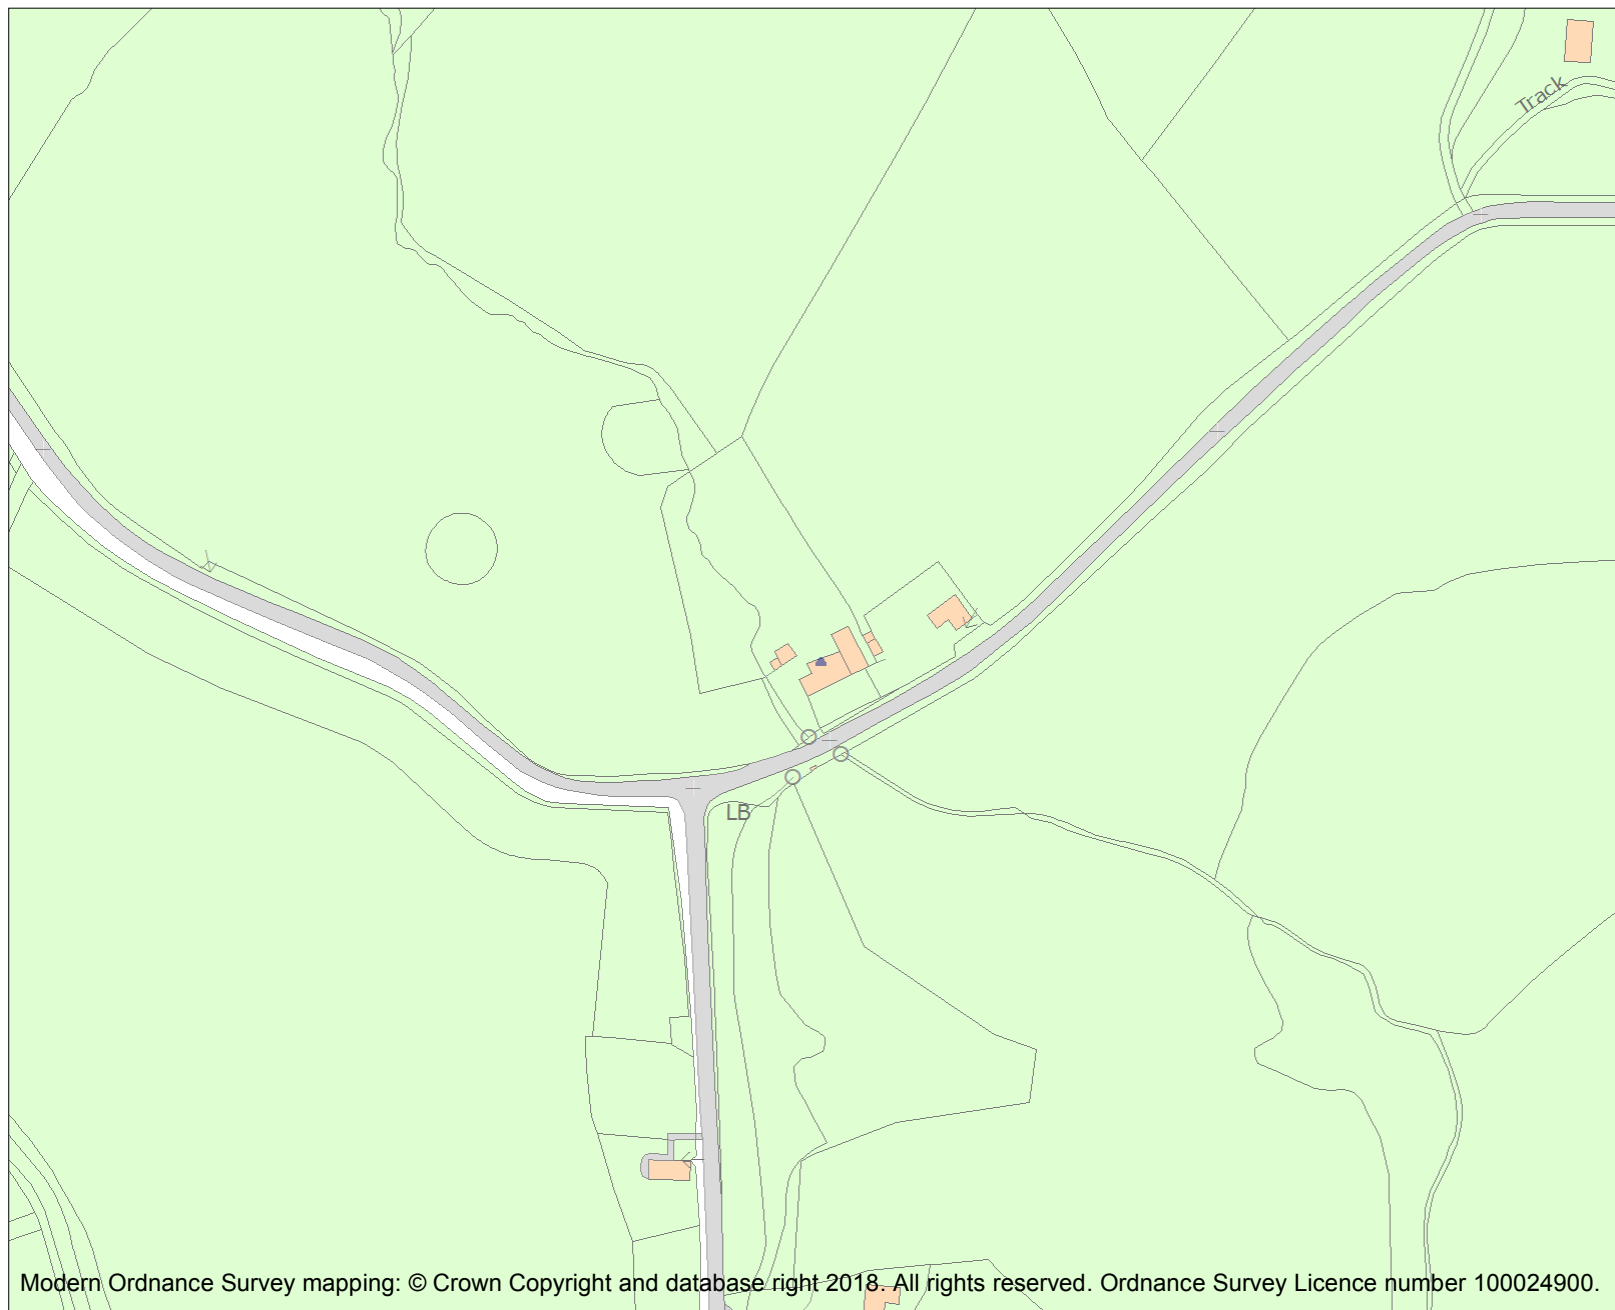 Track
LB
Modern Ordnance Survey mapping: © Crown Copyright and database right 2018. All rights reserved. Ordnance Survey Licence number 100024900.